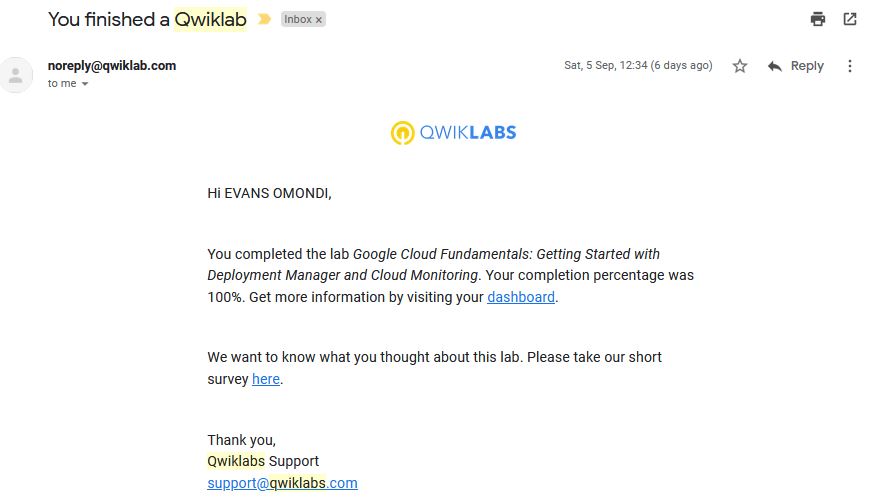 You finished a Qwiklab Inbox x
noreply@qwiklab.com Sat, 5 Sep, 12:34 (6 days ago) Reply
to me
QWIKLABS
Hi EVANS OMONDI,
You completed the lab Google Cloud Fundamentals: Getting Started with
Deployment Manager and Cloud Monitoring. Your completion percentage was
100%. Get more information by visiting your dashboard.
We want to know what you thought about this lab. Please take our short
survey here.
Thank you,
Qwiklabs Support
support@qwiklabs.com